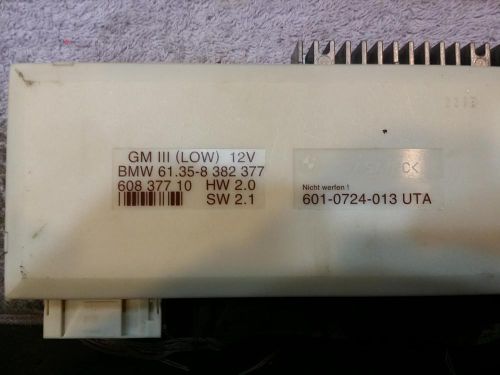 GM III (LOW) 12V
BMW 61.35-8 382 377
608 377 10 HW 2.0
SW 2.1
OK
Nicht werfen !
601-0724-013 UTA